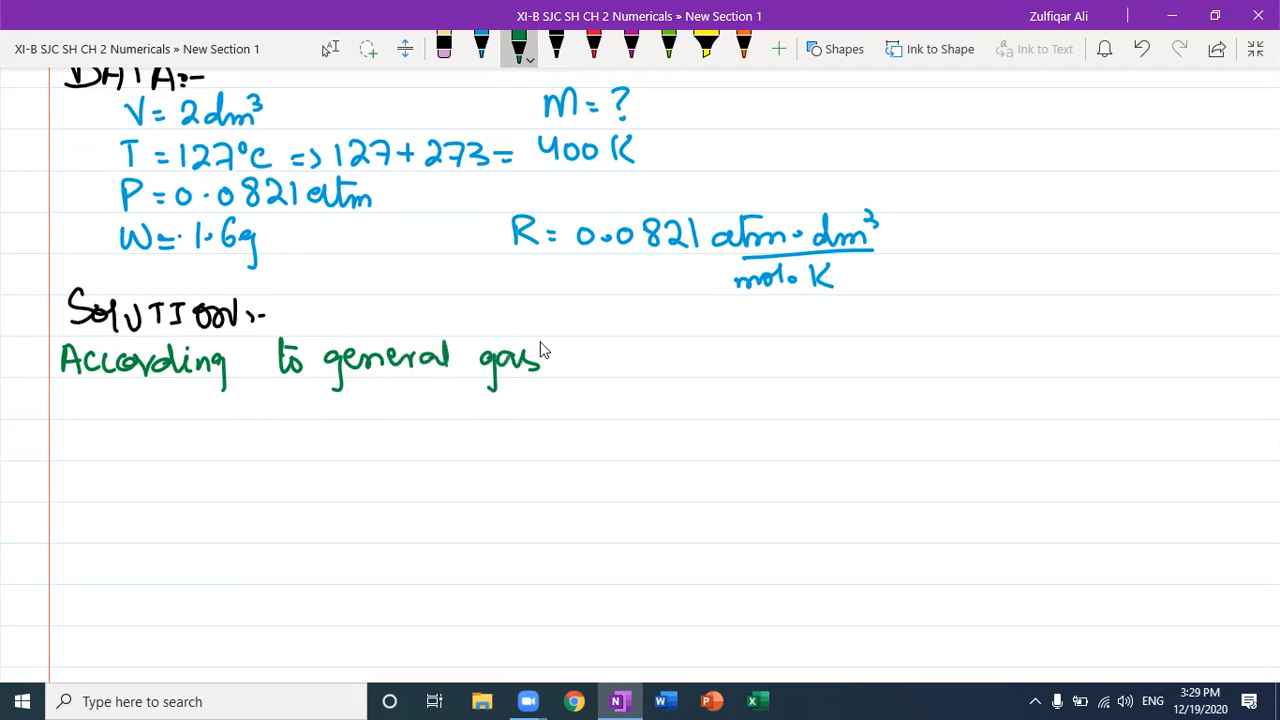 XI-B SJC SH CH 2 Numericals » New Section 1
Zulfiqar Ali
XI-B SJC SH CH 2 Numericals » New Section 1
Shapes
Ink to Shape
Ink to Math
DATA:-
V = 2dm³
M = ?
T = 127°C => 127 + 273 = 400 K
P = 0.0821 atm
W = 1.6g
R = 0.0821 atm . dm³
mol . K
SOLUTION:-
According to general gas
Type here to search
ENG
3:29 PM
12/19/2020